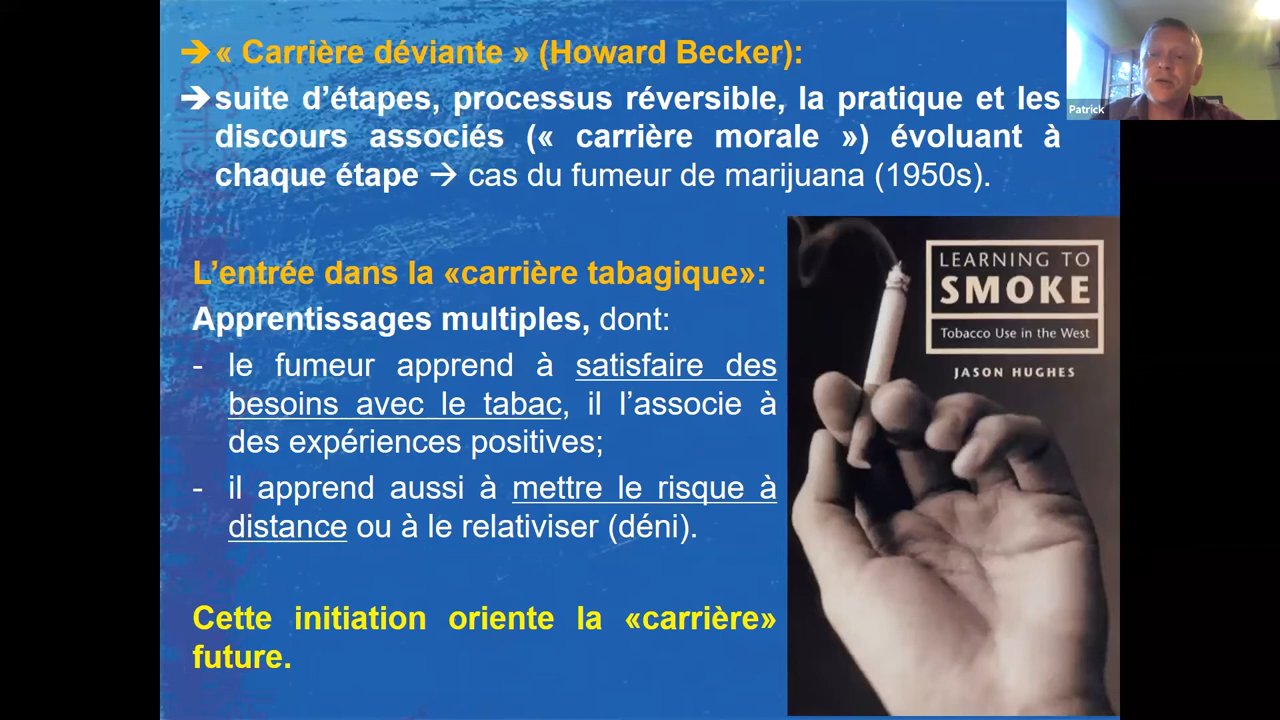 ➔ « Carrière déviante » (Howard Becker):
➔ suite d’étapes, processus réversible, la pratique et les
discours associés (« carrière morale ») évoluant à
chaque étape → cas du fumeur de marijuana (1950s).
Patrick
L’entrée dans la «carrière tabagique»:
Apprentissages multiples, dont:
- le fumeur apprend à satisfaire des
besoins avec le tabac, il l’associe à
des expériences positives;
- il apprend aussi à mettre le risque à
distance ou à le relativiser (déni).
Cette initiation oriente la «carrière»
future.
LEARNING TO
SMOKE
Tobacco Use in the West
JASON HUGHES